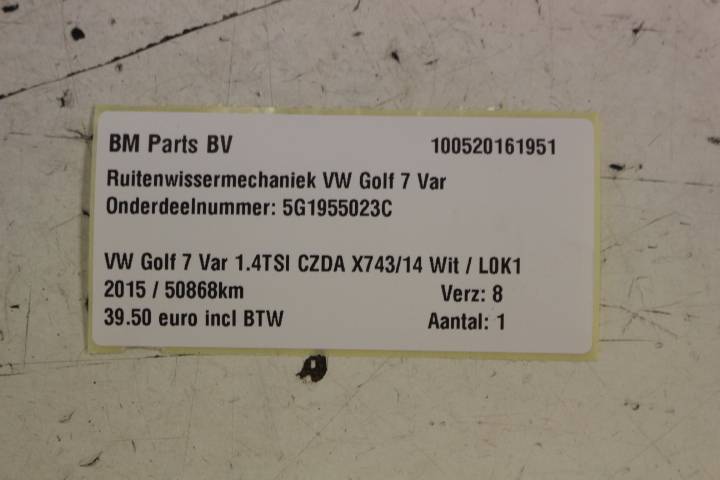 BM Parts BV 100520161951
Ruitenwissermechaniek VW Golf 7 Var
Onderdeelnummer: 5G1955023C
VW Golf 7 Var 1.4TSI CZDA X743/14 Wit / L0K1
2015 / 50868km Verz: 8
39.50 euro incl BTW Aantal: 1